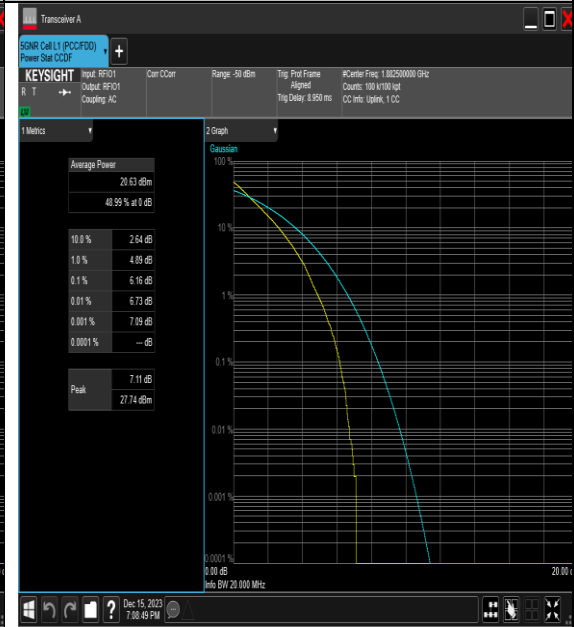 Transceiver A
5GNR Cell L1 (PCC/FDD)
Power Stat CCDF
+
KEYSIGHT
R T
Input: RFIO1
Output: RFIO1
Coupling: AC
Corr CCorr
Range: -50 dBm
Trig: Prot Frame
Aligned
Trig Delay: 8.950 ms
#Center Freq: 1.882500000 GHz
Counts: 100 k/100 kpt
CC Info: Uplink, 1 CC
1 Metrics
Average Power
20.63 dBm
48.99 % at 0 dB
10.0 % 2.64 dB
1.0 % 4.89 dB
0.1 % 6.16 dB
0.01 % 6.73 dB
0.001 % 7.09 dB
0.0001 % --- dB
Peak
7.11 dB
27.74 dBm
2 Graph
Gaussian
100 %
10 %
1 %
0.1 %
0.01 %
0.001 %
0.0001 %
0.00 dB
20.00
Info BW 20.000 MHz
?
Dec 15, 2023
7:08:49 PM